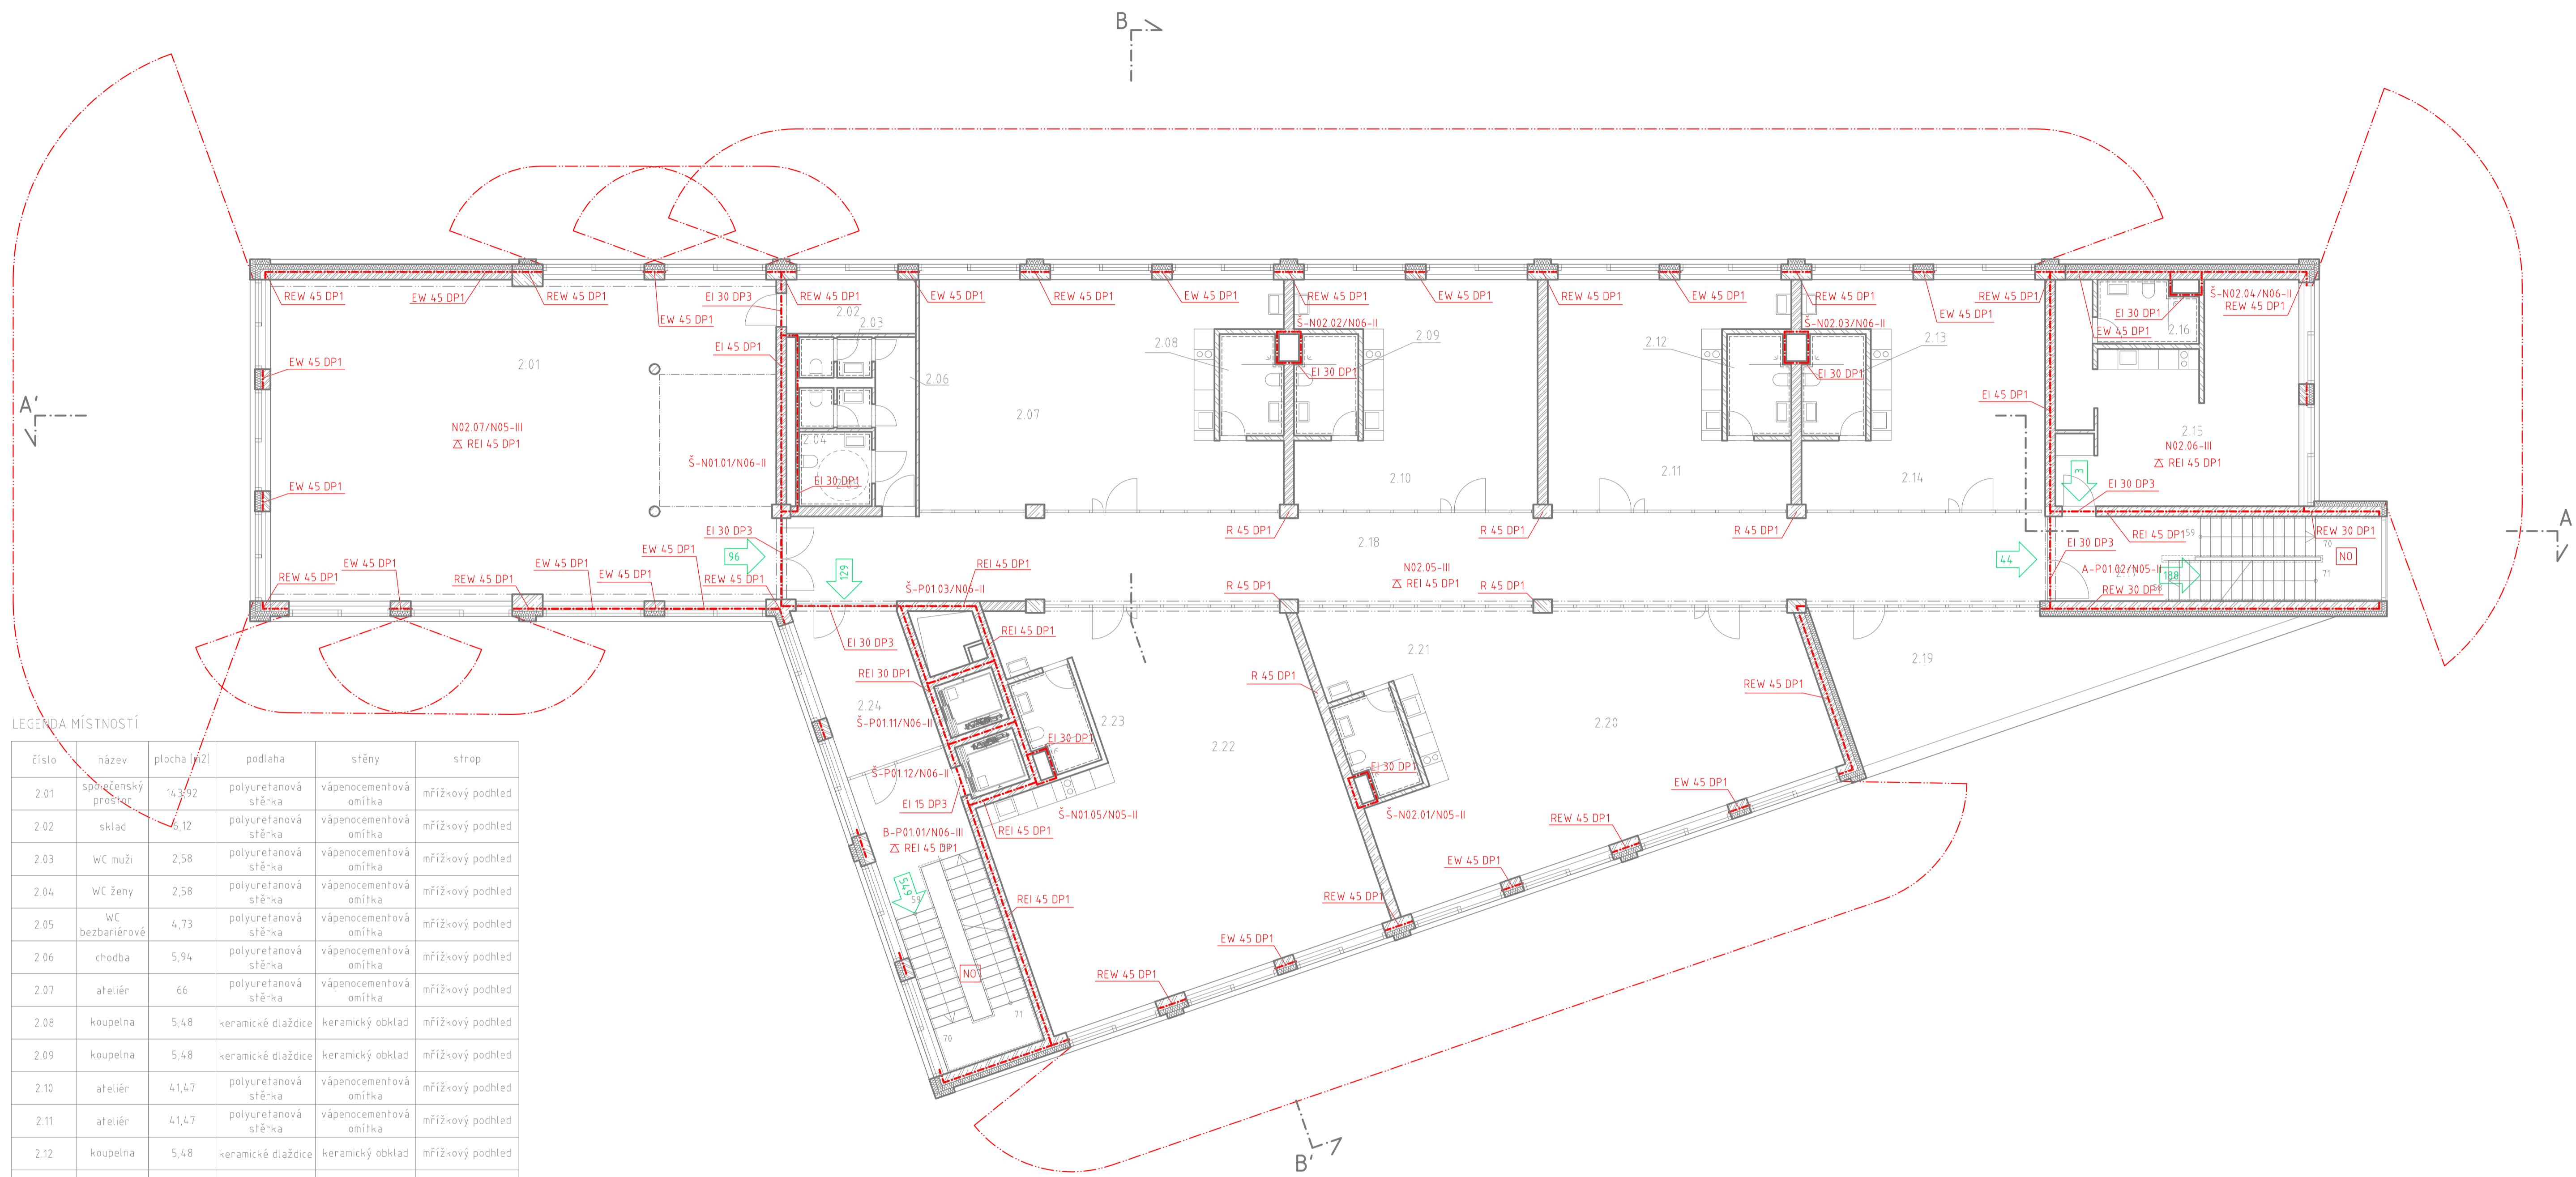 B
REW 45 DP1
EW 45 DP1
REW 45 DP1
EW 45 DP1
EI 30 DP3
REW 45 DP1
2.02
EW 45 DP1
REW 45 DP1
EW 45 DP1
REW 45 DP1
EW 45 DP1
REW 45 DP1
EW 45 DP1
REW 45 DP1
EW 45 DP1
REW 45 DP1
Š-N02.04/N06-II
REW 45 DP1
EI 30 DP1
2.16
EW 45 DP1
2.03
Š-N02.02/N06-II
Š-N02.03/N06-II
EI 45 DP1
2.01
EW 45 DP1
2.06
2.08
2.09
2.12
2.13
EI 30 DP1
EI 30 DP1
EI 45 DP1
A'
2.07
N02.07/N05-III
REI 45 DP1
2.04
Š-N01.01/N06-II
EI 30 DP1
2.05
EW 45 DP1
2.10
2.11
2.14
2.15
N02.06-III
REI 45 DP1
3
EI 30 DP3
A
EI 30 DP3
96
129
R 45 DP1
R 45 DP1
R 45 DP1
2.18
REI 45 DP1
59
REW 30 DP1
70
NO
EI 30 DP3
44
A-P01.02/N05-II
2.17
188
71
REW 30 DP1
EW 45 DP1
EW 45 DP1
EW 45 DP1
REW 45 DP1
REW 45 DP1
EW 45 DP1
REW 45 DP1
REI 45 DP1
Š-P01.03/N06-II
N02.05-III
REI 45 DP1
R 45 DP1
R 45 DP1
EI 30 DP3
REI 45 DP1
2.21
2.19
REI 30 DP1
R 45 DP1
REW 45 DP1
2.24
Š-P01.11/N06-II
2.23
2.20
EI 30 DP1
2.22
Š-P01.12/N06-II
EI 30 DP1
EI 15 DP3
Š-N01.05/N05-II
Š-N02.01/N05-II
EW 45 DP1
B-P01.01/N06-III
REI 45 DP1
REI 45 DP1
REW 45 DP1
EW 45 DP1
549
59
REI 45 DP1
REW 45 DP1
EW 45 DP1
REW 45 DP1
NO
71
70
B'
LEGENDA MÍSTNOSTÍ
číslo název plocha [m2] podlaha stěny strop
2.01 společenský prostor 143,92 polyuretanová stěrka vápenocementová omítka mřížkový podhled
2.02 sklad 6,12 polyuretanová stěrka vápenocementová omítka mřížkový podhled
2.03 WC muži 2,58 polyuretanová stěrka vápenocementová omítka mřížkový podhled
2.04 WC ženy 2,58 polyuretanová stěrka vápenocementová omítka mřížkový podhled
2.05 WC bezbariérové 4,73 polyuretanová stěrka vápenocementová omítka mřížkový podhled
2.06 chodba 5,94 polyuretanová stěrka vápenocementová omítka mřížkový podhled
2.07 ateliér 66 polyuretanová stěrka vápenocementová omítka mřížkový podhled
2.08 koupelna 5,48 keramické dlaždice keramický obklad mřížkový podhled
2.09 koupelna 5,48 keramické dlaždice keramický obklad mřížkový podhled
2.10 ateliér 41,47 polyuretanová stěrka vápenocementová omítka mřížkový podhled
2.11 ateliér 41,47 polyuretanová stěrka vápenocementová omítka mřížkový podhled
2.12 koupelna 5,48 keramické dlaždice keramický obklad mřížkový podhled